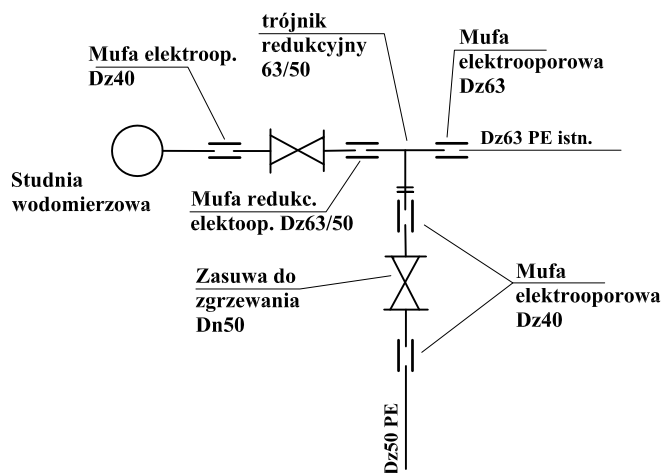 trójnik
redukcyjny
63/50
Mufa elektroop.
Dz40
Mufa
elektrooporowa
Dz63
Dz63 PE istn.
Studnia
wodomierzowa
Mufa redukc.
elektoop. Dz63/50
Zasuwa do
zgrzewania
Dn50
Mufa
elektrooporowa
Dz40
Dz50 PE